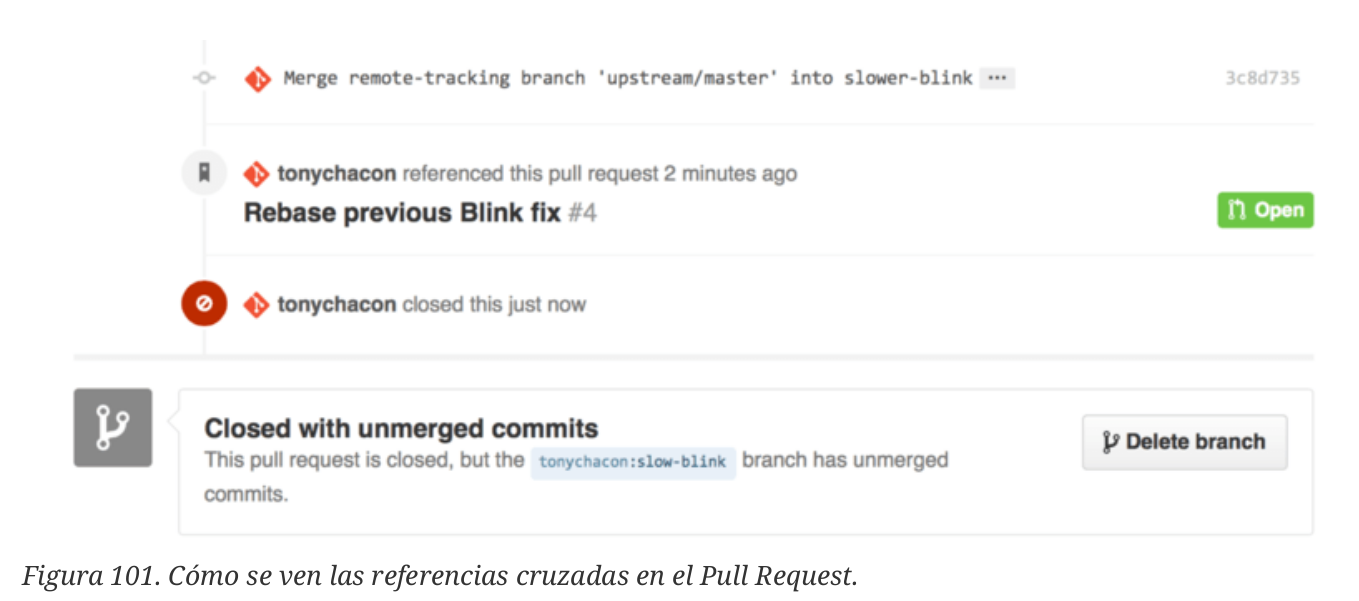 Merge remote-tracking branch 'upstream/master' into slower-blink ••• 3c8d735
tonychacon referenced this pull request 2 minutes ago
Rebase previous Blink fix #4 Open
tonychacon closed this just now
Closed with unmerged commits
Delete branch
This pull request is closed, but the tonychacon:slow-blink branch has unmerged
commits.
Figura 101. Cómo se ven las referencias cruzadas en el Pull Request.